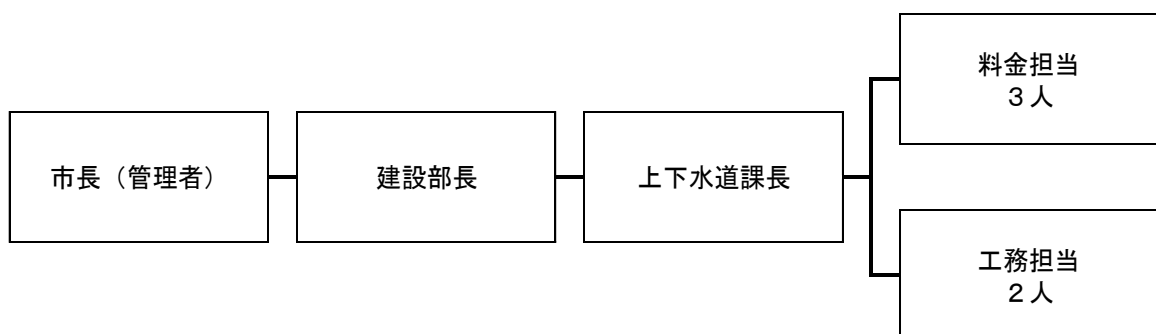 市長（管理者）
建設部長
上下水道課長
料金担当
３人
工務担当
２人